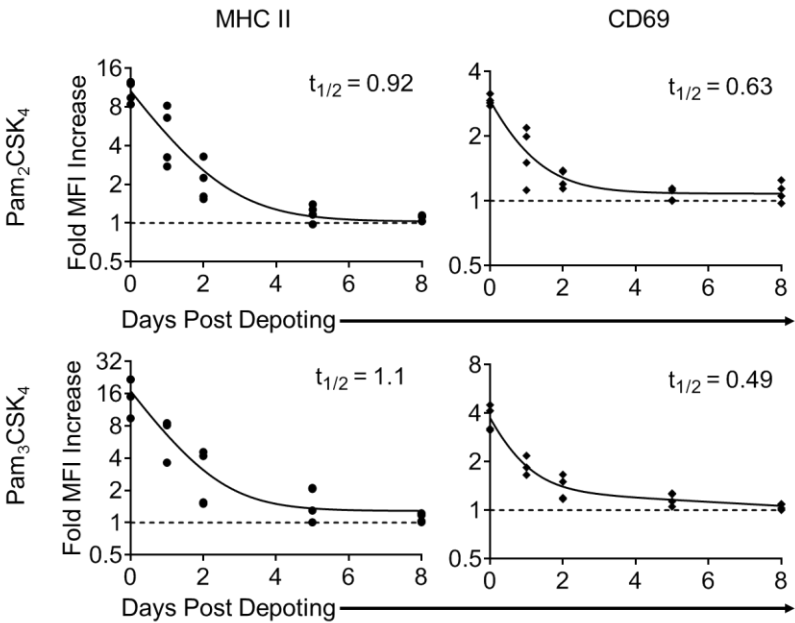 MHC II
CD69
Pam2CSK4
Fold MFI Increase
16
8
4
2
1
0.5
t1/2 = 0.92
0 2 4 6 8
4
2
1
0.5
t1/2 = 0.63
0 2 4 6 8
Days Post Depoting
Pam3CSK4
Fold MFI Increase
32
16
8
4
2
1
0.5
t1/2 = 1.1
0 2 4 6 8
8
4
2
1
0.5
t1/2 = 0.49
0 2 4 6 8
Days Post Depoting